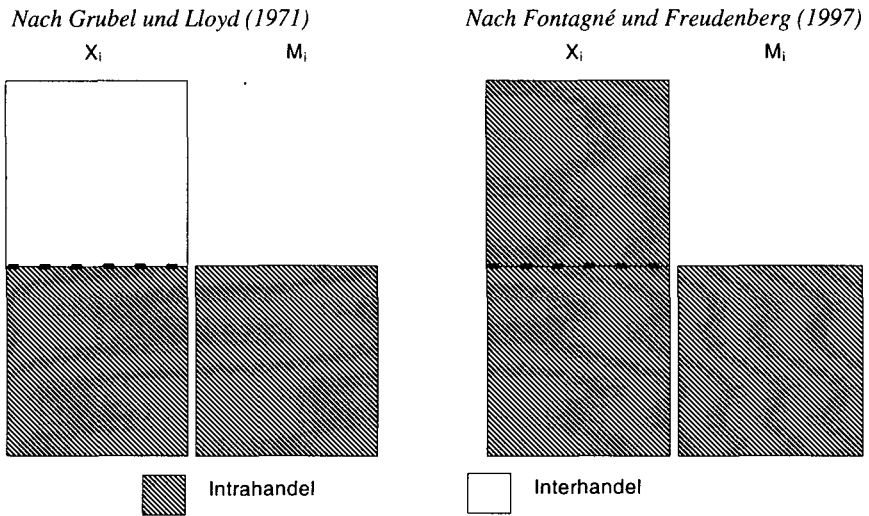 Nach Grubel und Lloyd (1971) Nach Fontagné und Freudenberg (1997)
Xi Mi Xi Mi
Intrahandel Interhandel